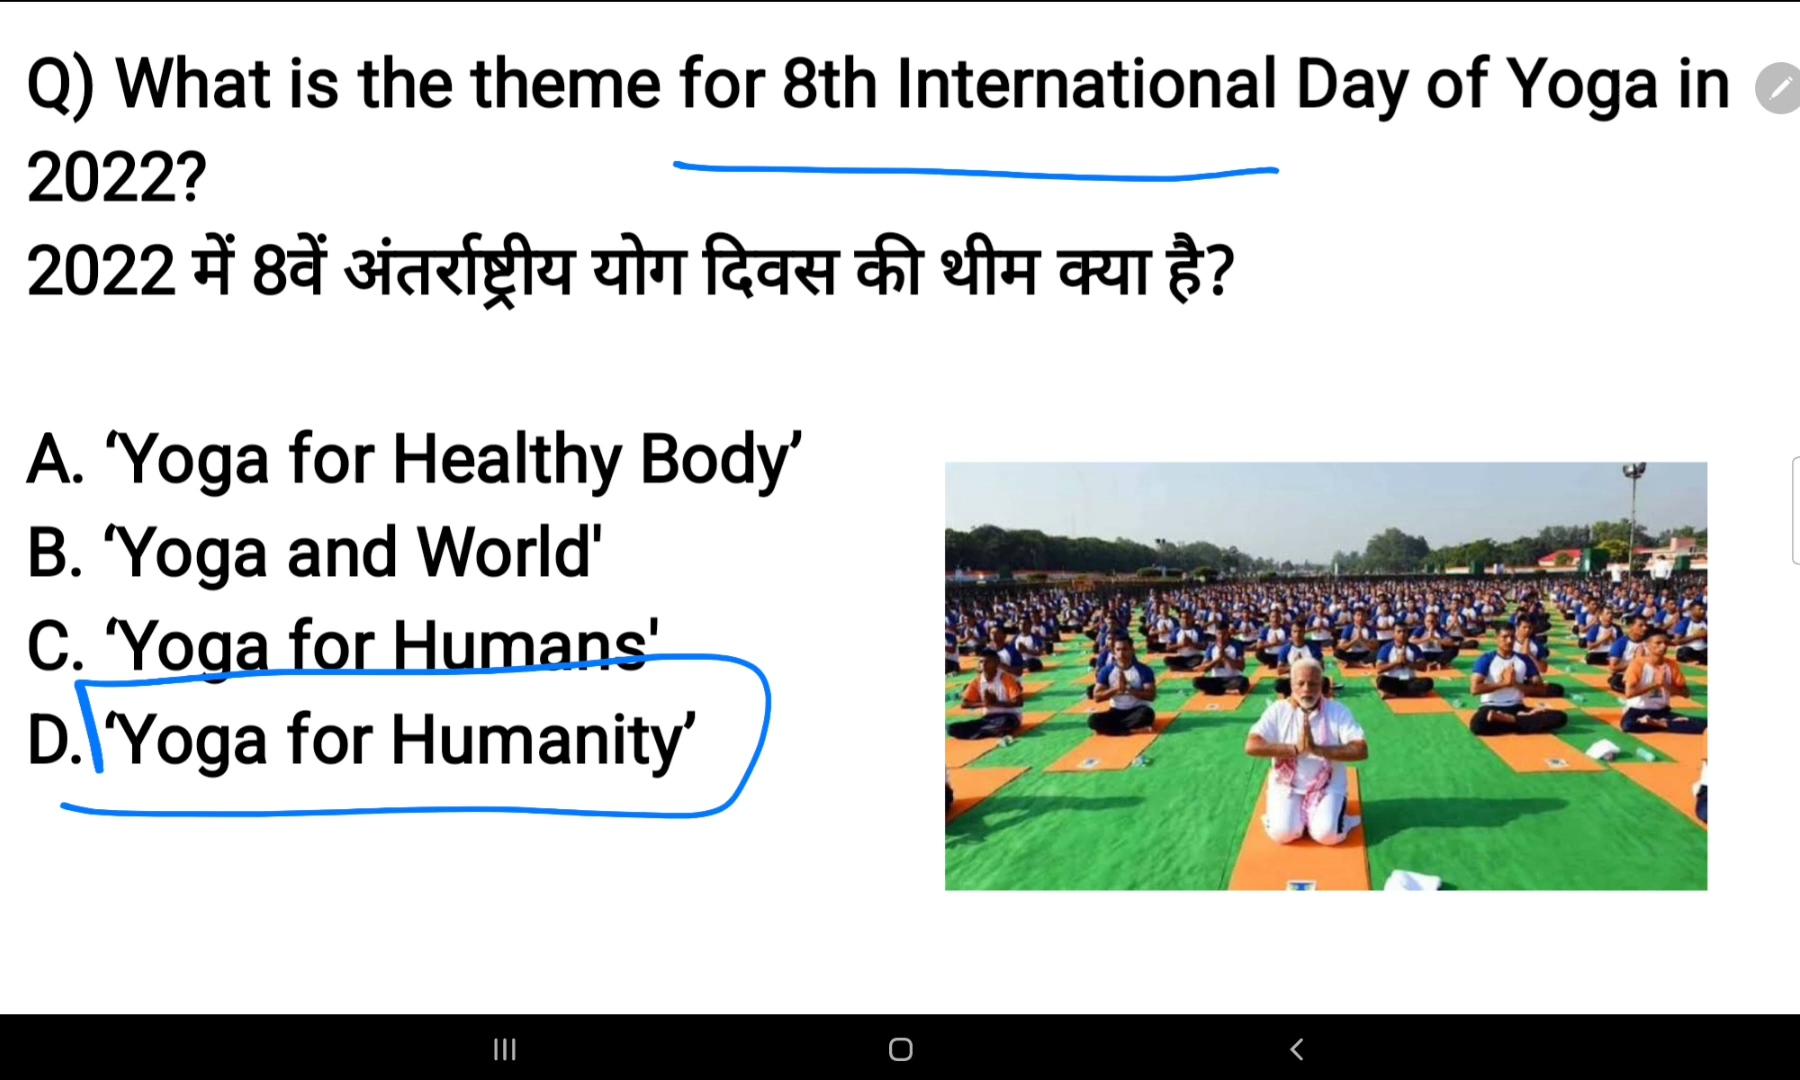 Q) What is the theme for 8th International Day of Yoga in
2022?
2022 में 8वें अंतर्राष्ट्रीय योग दिवस की थीम क्या है?
A. ‘Yoga for Healthy Body’
B. ‘Yoga and World'
C. ‘Yoga for Humans'
D. ‘Yoga for Humanity’